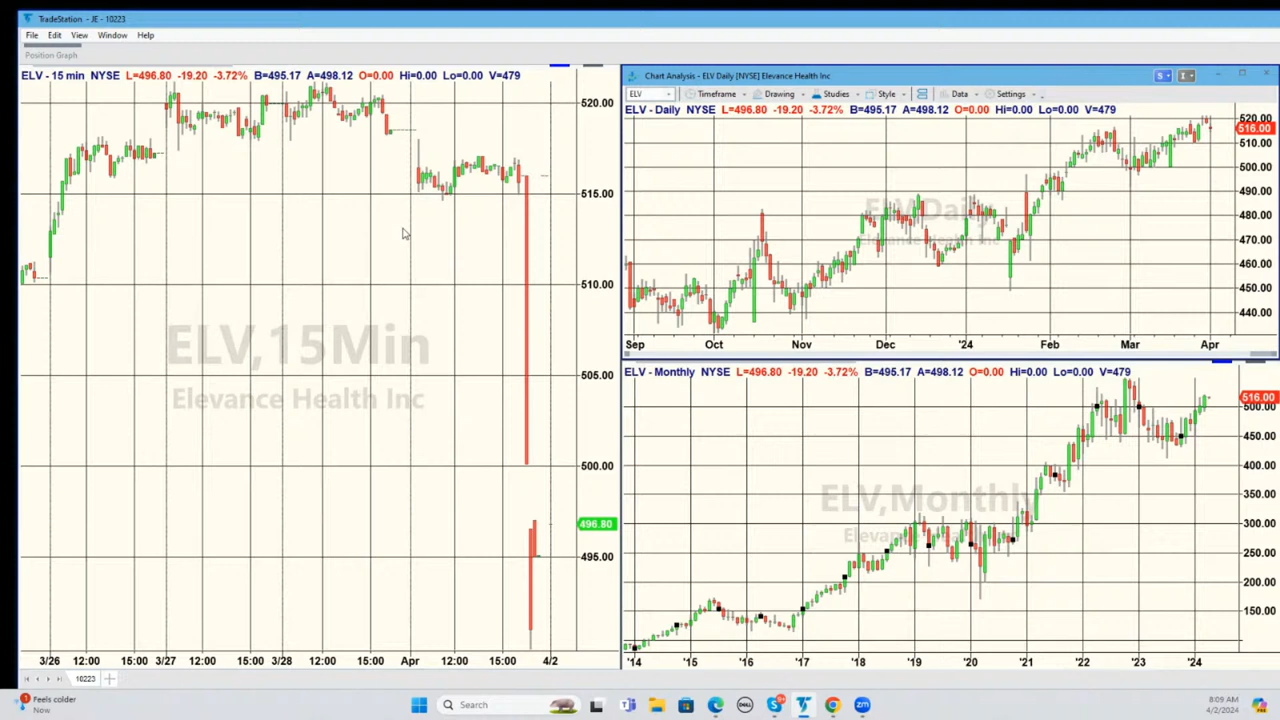 TradeStation - JE - 10223
File Edit View Window Help
Position Graph
ELV - 15 min NYSE L=496.80 -19.20 -3.72% B=495.17 A=498.12 O=0.00 Hi=0.00 Lo=0.00 V=479
520.00
515.00
510.00
505.00
500.00
496.80
495.00
ELV,15Min
Elevance Health Inc
3/26 12:00 15:00 3/27 12:00 15:00 3/28 12:00 15:00 Apr 12:00 15:00 4/2
10223
Chart Analysis - ELV Daily [NYSE] Elevance Health Inc
ELV Timeframe Drawing Studies Style Data Settings
ELV - Daily NYSE L=496.80 -19.20 -3.72% B=495.17 A=498.12 O=0.00 Hi=0.00 Lo=0.00 V=479
520.00
516.00
510.00
500.00
490.00
480.00
470.00
460.00
450.00
440.00
ELV Daily
Elevance Health Inc
Sep Oct Nov Dec '24 Feb Mar Apr
ELV - Monthly NYSE L=496.80 -19.20 -3.72% B=495.17 A=498.12 O=0.00 Hi=0.00 Lo=0.00 V=479
516.00
500.00
450.00
400.00
350.00
300.00
250.00
200.00
150.00
ELV,Monthly
Elevance Health Inc
'14 '15 '16 '17 '18 '19 '20 '21 '22 '23 '24
Feels colder
Now
Search
8:09 AM
4/2/2024